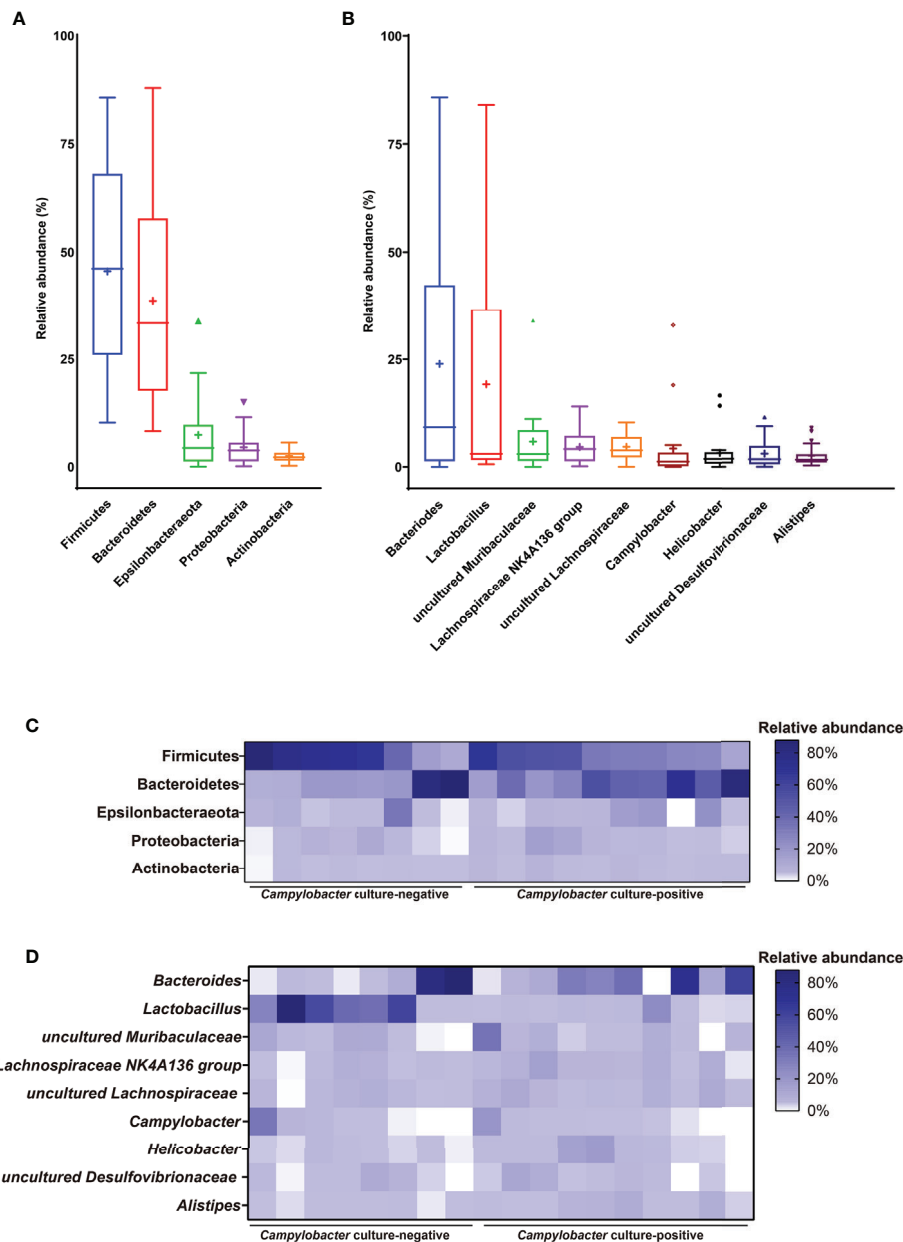 A
B
100
75
50
25
0
Relative abundance (%)
Firmicutes
Bacteroidetes
Epsilonbacteraeota
Proteobacteria
Actinobacteria
100
75
50
25
0
Relative abundance (%)
Bacteriodes
Lactobacillus
uncultured Muribaculaceae
Lachnospiraceae NK4A136 group
uncultured Lachnospiraceae
Campylobacter
Helicobacter
uncultured Desulfovibrionaceae
Alistipes
C
Relative abundance
Firmicutes
Bacteroidetes
Epsilonbacteraeota
Proteobacteria
Actinobacteria
80%
60%
40%
20%
0%
Campylobacter culture-negative
Campylobacter culture-positive
D
Relative abundance
Bacteroides
Lactobacillus
uncultured Muribaculaceae
Lachnospiraceae NK4A136 group
uncultured Lachnospiraceae
Campylobacter
Helicobacter
uncultured Desulfovibrionaceae
Alistipes
80%
60%
40%
20%
0%
Campylobacter culture-negative
Campylobacter culture-positive